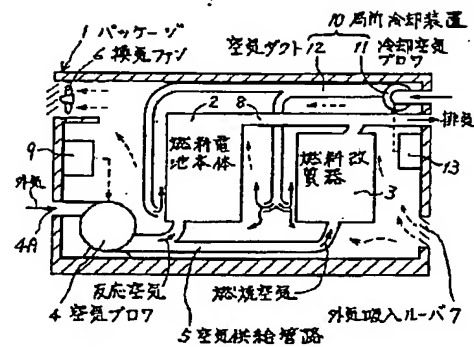 10 局所冷却装置
1 パッケージ
6 換気ファン
空気ダクト
12
11 冷却空気ブロワ
2
8
排気
燃料電池本体
燃料改質器
9
13
3
外気
4A
反応空気
燃焼空気
4 空気ブロワ
5 空気供給管路
外気吸入ルーバ 7